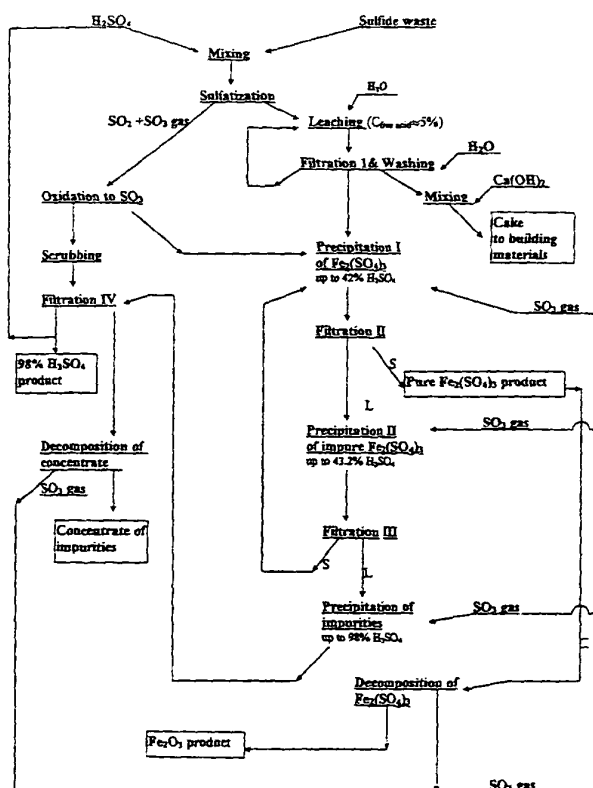 H₂SO₄
Sulfide waste
Mixing
Sulfatization
SO₂ +SO₃ gas
H₂O
Leaching (C free acid≈5%)
Filtration 1 & Washing
H₂O
Ca(OH)₂
Mixing
Oxidation to SO₃
Cake
to building
materials
Precipitation I
of Fe₂(SO₄)₃
up to 42% H₂SO₄
Scrubbing
Filtration IV
SO₃ gas
Filtration II
98% H₂SO₄
product
S
Pure Fe₂(SO₄)₃ product
L
Precipitation II
of impure Fe₂(SO₄)₃
up to 43.2% H₂SO₄
SO₃ gas
Decomposition of
concentrate
SO₃ gas
Concentrate of
impurities
Filtration III
S
L
Precipitation of
impurities
up to 98% H₂SO₄
SO₃ gas
Decomposition of
Fe₂(SO₄)₃
Fe₂O₃ product
SO₃ gas